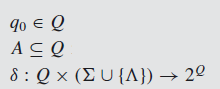 q₀ ∈ Q
A ⊆ Q
δ : Q × (Σ ∪ {Λ}) → 2^Q